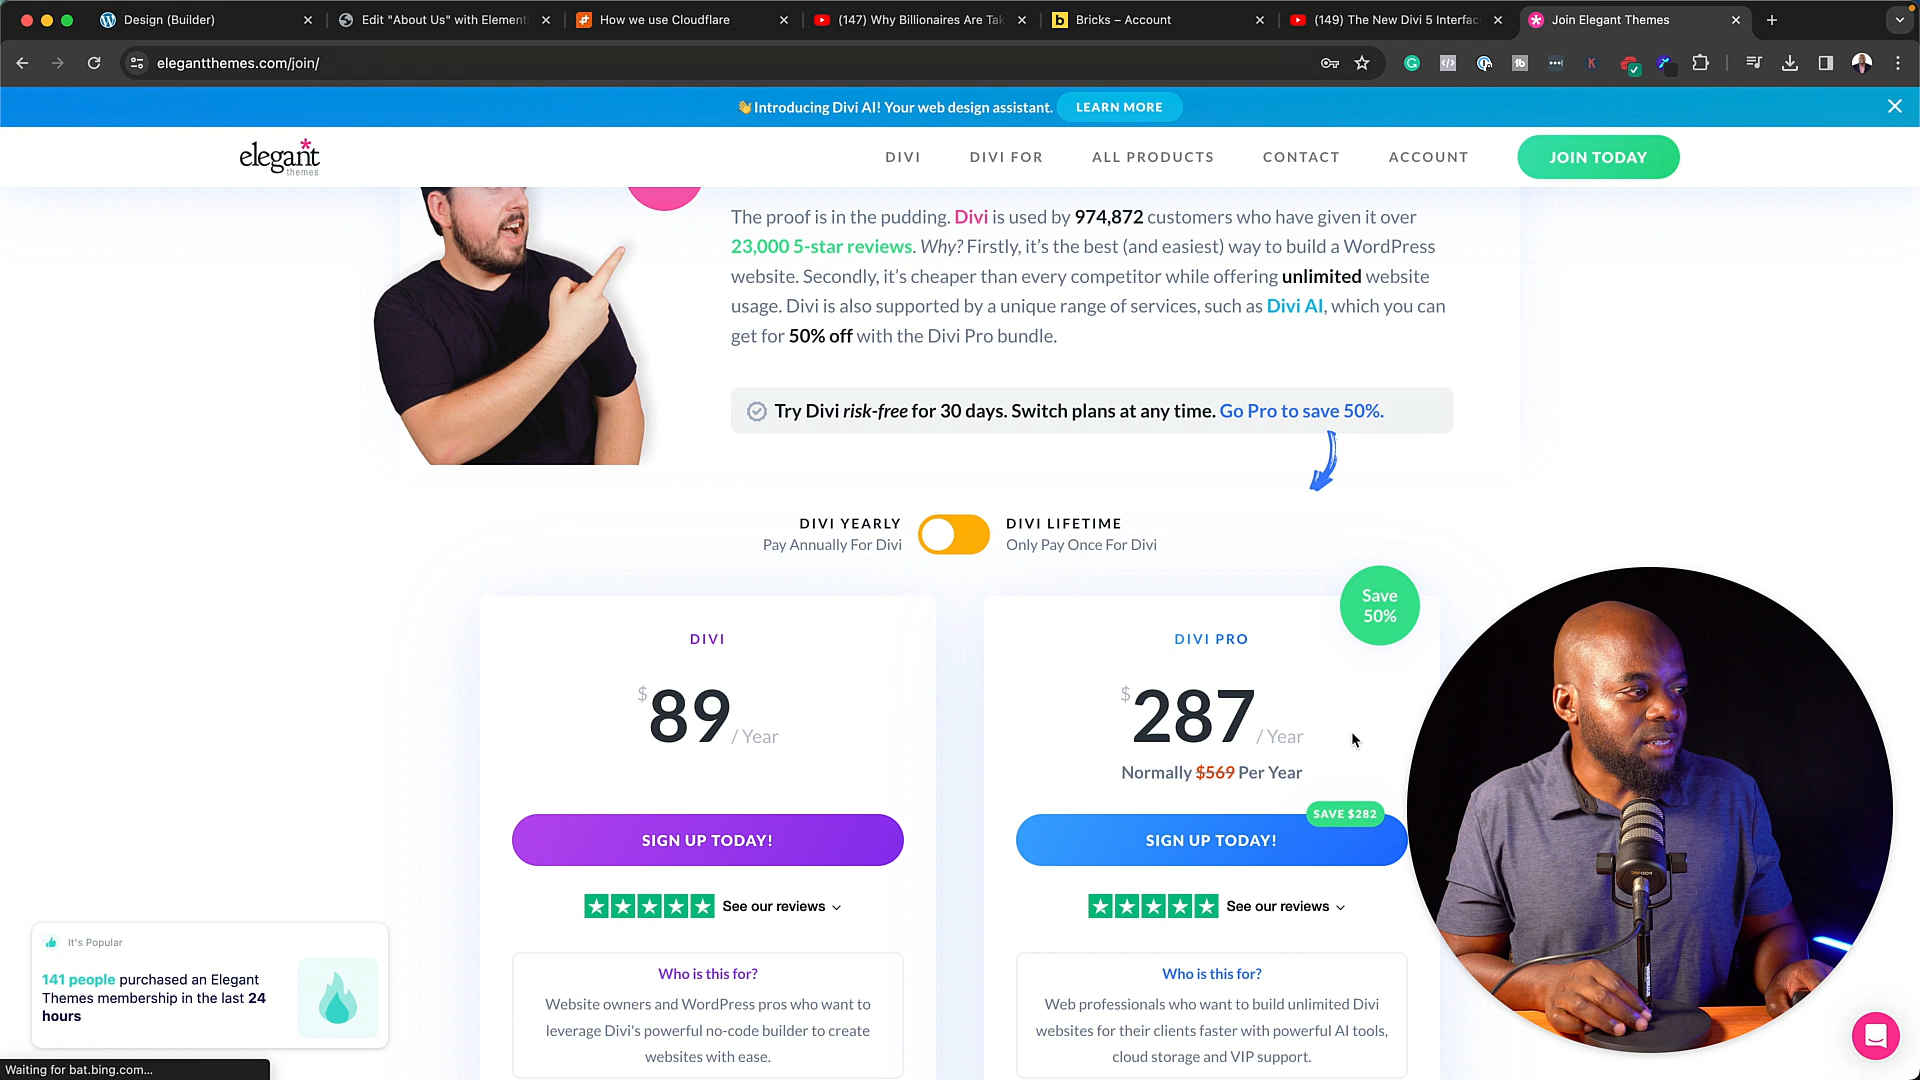 Design (Builder)
Edit "About Us" with Elemento
How we use Cloudflare
(147) Why Billionaires Are Tak
Bricks – Account
(149) The New Divi 5 Interfac
Join Elegant Themes
elegantthemes.com/join/
👋 Introducing Divi AI! Your web design assistant. LEARN MORE
elegant themes
DIVI
DIVI FOR
ALL PRODUCTS
CONTACT
ACCOUNT
JOIN TODAY
The proof is in the pudding. Divi is used by 974,872 customers who have given it over
23,000 5-star reviews. Why? Firstly, it's the best (and easiest) way to build a WordPress
website. Secondly, it's cheaper than every competitor while offering unlimited website
usage. Divi is also supported by a unique range of services, such as Divi AI, which you can
get for 50% off with the Divi Pro bundle.
Try Divi risk-free for 30 days. Switch plans at any time. Go Pro to save 50%.
DIVI YEARLY
Pay Annually For Divi
DIVI LIFETIME
Only Pay Once For Divi
DIVI
$89 / Year
SIGN UP TODAY!
See our reviews
Who is this for?
Website owners and WordPress pros who want to
leverage Divi's powerful no-code builder to create
websites with ease.
Save
50%
DIVI PRO
$287 / Year
Normally $569 Per Year
SAVE $282
SIGN UP TODAY!
See our reviews
Who is this for?
Web professionals who want to build unlimited Divi
websites for their clients faster with powerful AI tools,
cloud storage and VIP support.
It's Popular
141 people purchased an Elegant
Themes membership in the last 24
hours
Waiting for bat.bing.com...